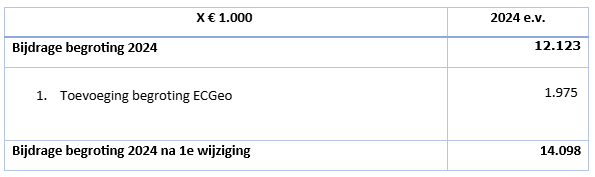 X € 1.000 2024 e.v.
Bijdrage begroting 2024 12.123
1. Toevoeging begroting ECGeo 1.975
Bijdrage begroting 2024 na 1e wijziging 14.098